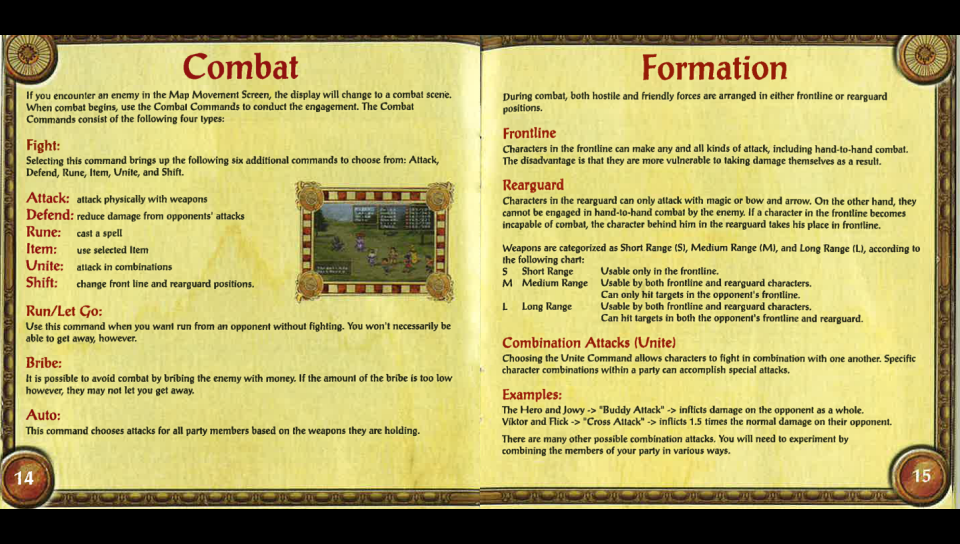 Combat
If you encounter an enemy in the Map Movement Screen, the display will change to a combat scene.
When combat begins, use the Combat Commands to conduct the engagement. The Combat
Commands consist of the following four types:
Fight:
Selecting this command brings up the following six additional commands to choose from: Attack,
Defend, Rune, Item, Unite, and Shift.
Attack: attack physically with weapons
Defend: reduce damage from opponents' attacks
Rune: cast a spell
Item: use selected Item
Unite: attack in combinations
Shift: change front line and rearguard positions.
Run/Let Go:
Use this command when you want run from an opponent without fighting. You won't necessarily be
able to get away, however.
Bribe:
It is possible to avoid combat by bribing the enemy with money. If the amount of the bribe is too low
however, they may not let you get away.
Auto:
This command chooses attacks for all party members based on the weapons they are holding.
14
Formation
During combat, both hostile and friendly forces are arranged in either frontline or rearguard
positions.
Frontline
Characters in the frontline can make any and all kinds of attack, including hand-to-hand combat.
The disadvantage is that they are more vulnerable to taking damage themselves as a result.
Rearguard
Characters in the rearguard can only attack with magic or bow and arrow. On the other hand, they
cannot be engaged in hand-to-hand combat by the enemy. If a character in the frontline becomes
incapable of combat, the character behind him in the rearguard takes his place in frontline.
Weapons are categorized as Short Range (S), Medium Range (M), and Long Range (L), according to
the following chart:
S Short Range Usable only in the frontline.
M Medium Range Usable by both frontline and rearguard characters.
Can only hit targets in the opponent's frontline.
L Long Range Usable by both frontline and rearguard characters.
Can hit targets in both the opponent's frontline and rearguard.
Combination Attacks (Unite)
Choosing the Unite Command allows characters to fight in combination with one another. Specific
character combinations within a party can accomplish special attacks.
Examples:
The Hero and Jowy -> "Buddy Attack" -> inflicts damage on the opponent as a whole.
Viktor and Flick -> "Cross Attack" -> inflicts 1.5 times the normal damage on their opponent.
There are many other possible combination attacks. You will need to experiment by
combining the members of your party in various ways.
15